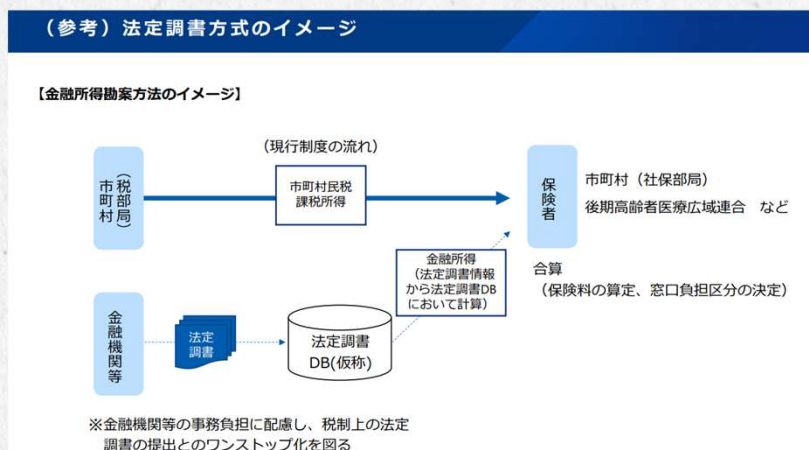 （参考）法定調書方式のイメージ
【金融所得勘案方法のイメージ】
（現行制度の流れ）
市町村
（税部局）
市町村民税
課税所得
保険者
市町村（社保部局）
後期高齢者医療広域連合　など
金融所得
（法定調書情報
から法定調書DB
において計算）
合算
（保険料の算定、窓口負担区分の決定）
金融機関等
法定
調書
法定調書
DB(仮称)
※金融機関等の事務負担に配慮し、税制上の法定
調書の提出とのワンストップ化を図る